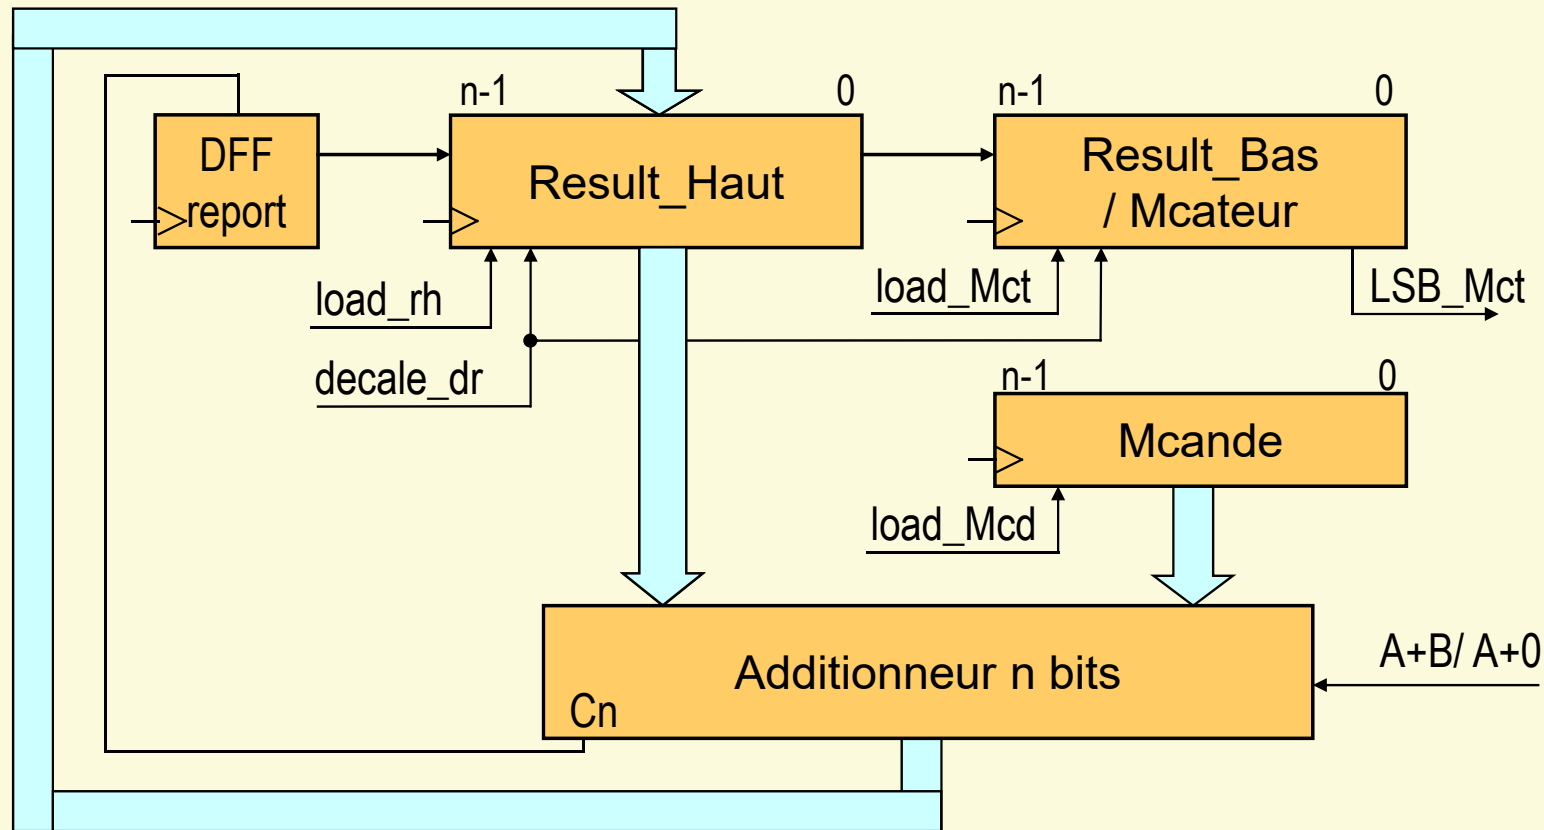 n-1
0
n-1
0
DFF
report
Result_Haut
Result_Bas
/ Mcateur
load_rh
load_Mct
LSB_Mct
decale_dr
n-1
0
Mcande
load_Mcd
Additionneur n bits
Cn
A+B/ A+0